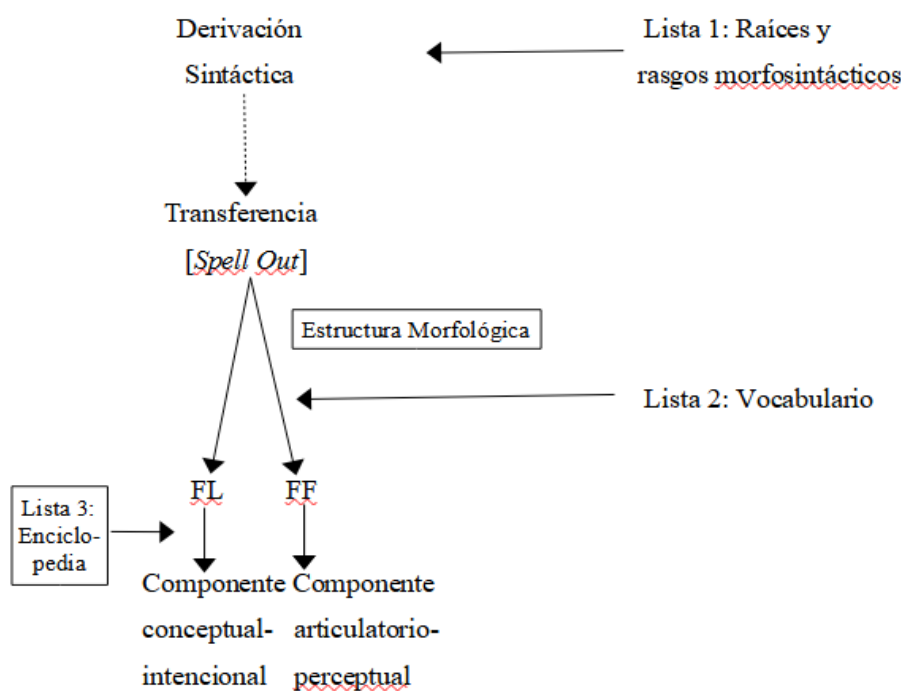 Derivación
Sintáctica
Lista 1: Raíces y
rasgos morfosintácticos
Transferencia
[Spell Out]
Estructura Morfológica
Lista 2: Vocabulario
FL
FF
Lista 3:
Enciclo-
pedia
Componente
conceptual-
intencional
Componente
articulatorio-
perceptual